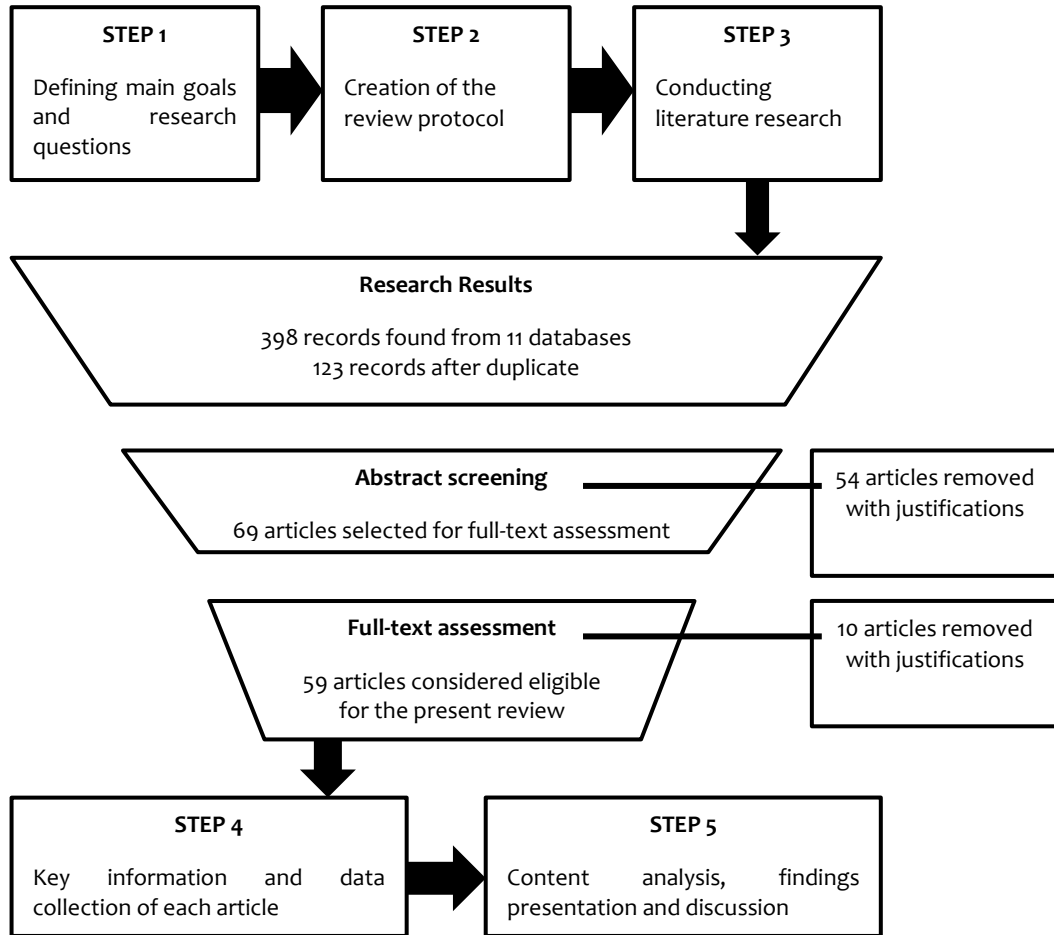 STEP 1
Defining main goals
and research
questions
STEP 2
Creation of the
review protocol
STEP 3
Conducting
literature research
Research Results
398 records found from 11 databases
123 records after duplicate
Abstract screening
69 articles selected for full-text assessment
54 articles removed
with justifications
Full-text assessment
59 articles considered eligible
for the present review
10 articles removed
with justifications
STEP 4
Key information and data
collection of each article
STEP 5
Content analysis, findings
presentation and discussion